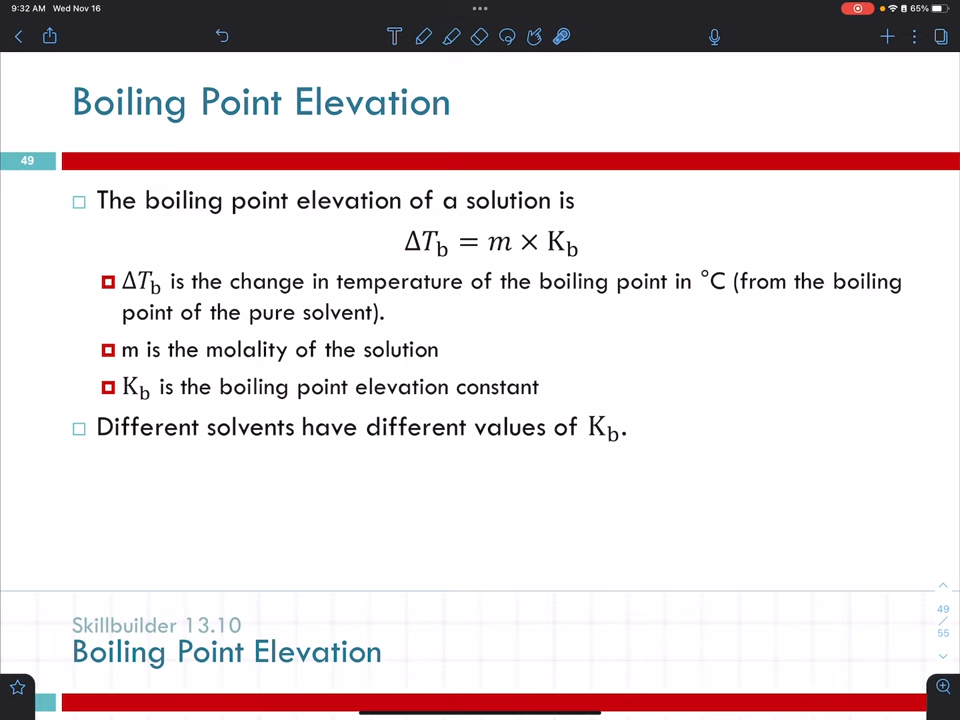 9:32 AM Wed Nov 16
65%
Boiling Point Elevation
49
The boiling point elevation of a solution is
ΔT_b = m × K_b
ΔT_b is the change in temperature of the boiling point in °C (from the boiling
point of the pure solvent).
m is the molality of the solution
K_b is the boiling point elevation constant
Different solvents have different values of K_b.
49
/
55
Skillbuilder 13.10
Boiling Point Elevation